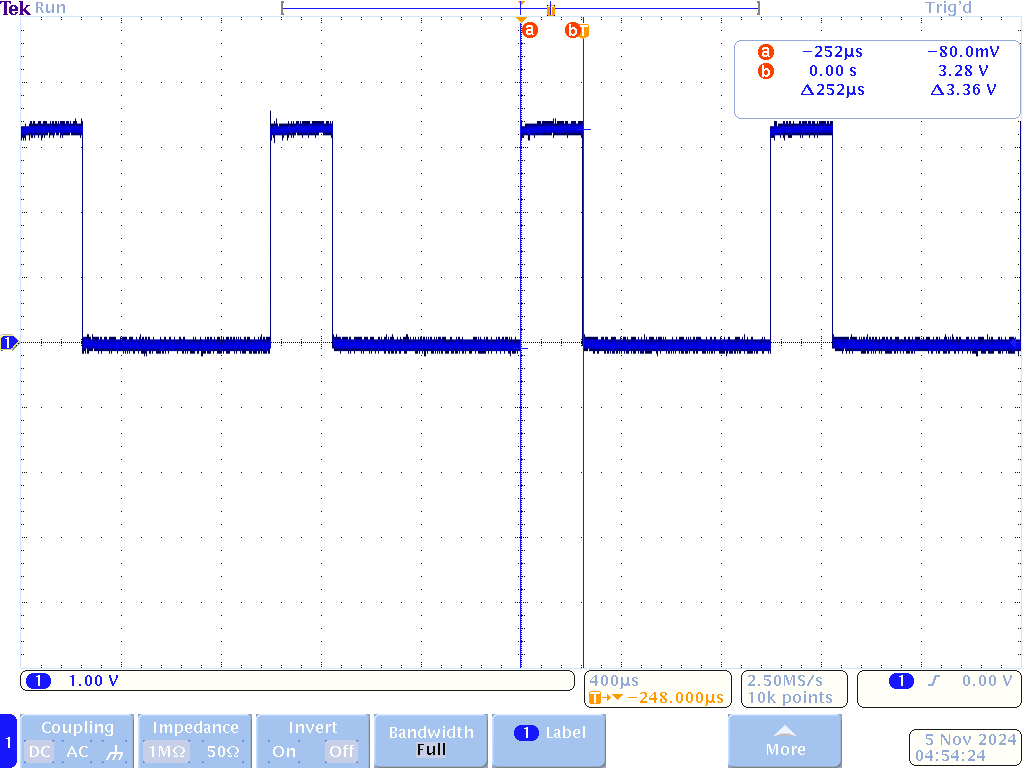 Tek Run Trig'd
a b T
a −252μs −80.0mV
b 0.00 s 3.28 V
Δ252μs Δ3.36 V
1
1 1.00 V
400μs
T→▼−248.000μs
2.50MS/s
10k points
1 0.00 V
1
Coupling
DC AC
Impedance
1MΩ 50Ω
Invert
On Off
Bandwidth
Full
1 Label
More
5 Nov 2024
04:54:24